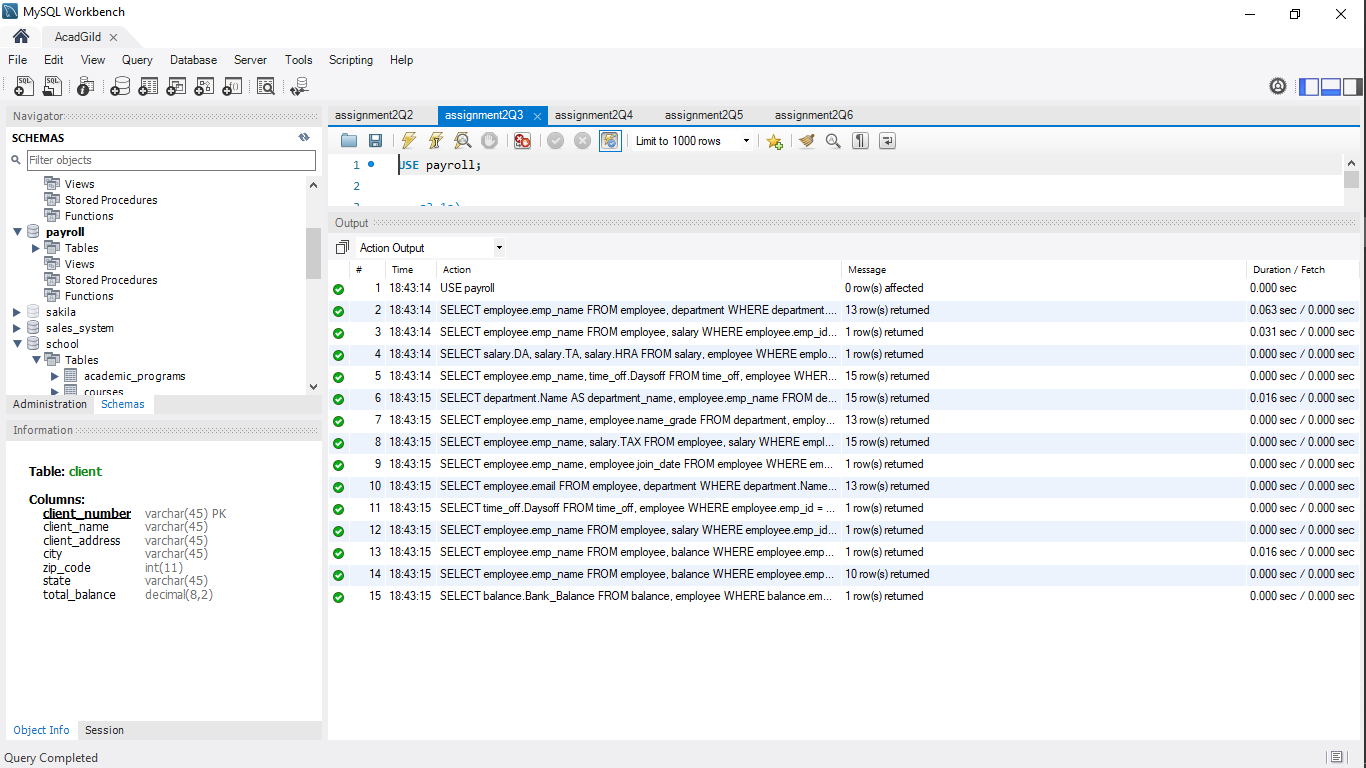 MySQL Workbench
AcadGild
File Edit View Query Database Server Tools Scripting Help
Navigator
SCHEMAS
Filter objects
Views
Stored Procedures
Functions
payroll
Tables
Views
Stored Procedures
Functions
sakila
sales_system
school
Tables
academic_programs
courses
Administration Schemas
Information
Table: client
Columns:
client_number varchar(45) PK
client_name varchar(45)
client_address varchar(45)
city varchar(45)
zip_code int(11)
state varchar(45)
total_balance decimal(8,2)
Object Info Session
Query Completed
assignment2Q2 assignment2Q3 assignment2Q4 assignment2Q5 assignment2Q6
Limit to 1000 rows
1 USE payroll;
2
Output
Action Output
# Time Action Message Duration / Fetch
1 18:43:14 USE payroll 0 row(s) affected 0.000 sec
2 18:43:14 SELECT employee.emp_name FROM employee, department WHERE department.... 13 row(s) returned 0.063 sec / 0.000 sec
3 18:43:14 SELECT employee.emp_name FROM employee, salary WHERE employee.emp_id... 1 row(s) returned 0.031 sec / 0.000 sec
4 18:43:14 SELECT salary.DA, salary.TA, salary.HRA FROM salary, employee WHERE emplo... 1 row(s) returned 0.000 sec / 0.000 sec
5 18:43:14 SELECT employee.emp_name, time_off.Daysoff FROM time_off, employee WHER... 15 row(s) returned 0.000 sec / 0.000 sec
6 18:43:15 SELECT department.Name AS department_name, employee.emp_name FROM de... 15 row(s) returned 0.016 sec / 0.000 sec
7 18:43:15 SELECT employee.emp_name, employee.name_grade FROM department, employ... 13 row(s) returned 0.000 sec / 0.000 sec
8 18:43:15 SELECT employee.emp_name, salary.TAX FROM employee, salary WHERE empl... 15 row(s) returned 0.000 sec / 0.000 sec
9 18:43:15 SELECT employee.emp_name, employee.join_date FROM employee WHERE em... 1 row(s) returned 0.000 sec / 0.000 sec
10 18:43:15 SELECT employee.email FROM employee, department WHERE department.Name... 13 row(s) returned 0.000 sec / 0.000 sec
11 18:43:15 SELECT time_off.Daysoff FROM time_off, employee WHERE employee.emp_id = ... 1 row(s) returned 0.000 sec / 0.000 sec
12 18:43:15 SELECT employee.emp_name FROM employee, salary WHERE employee.emp_id... 1 row(s) returned 0.000 sec / 0.000 sec
13 18:43:15 SELECT employee.emp_name FROM employee, balance WHERE employee.emp... 1 row(s) returned 0.016 sec / 0.000 sec
14 18:43:15 SELECT employee.emp_name FROM employee, balance WHERE employee.emp... 10 row(s) returned 0.000 sec / 0.000 sec
15 18:43:15 SELECT balance.Bank_Balance FROM balance, employee WHERE balance.em... 1 row(s) returned 0.000 sec / 0.000 sec